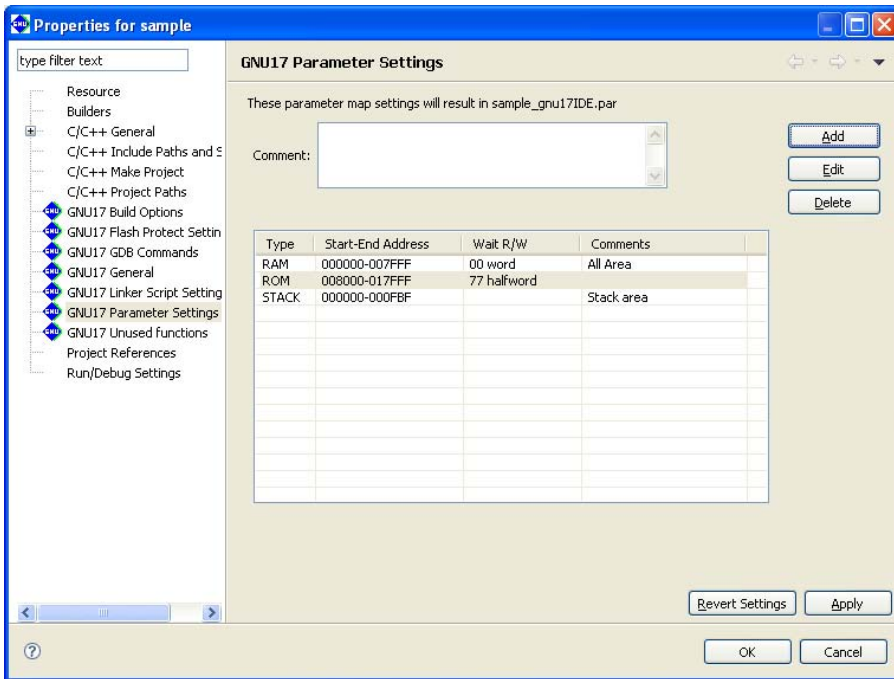 Properties for sample
type filter text
Resource
Builders
C/C++ General
C/C++ Include Paths and S
C/C++ Make Project
C/C++ Project Paths
GNU17 Build Options
GNU17 Flash Protect Settin
GNU17 GDB Commands
GNU17 General
GNU17 Linker Script Setting
GNU17 Parameter Settings
GNU17 Unused functions
Project References
Run/Debug Settings
GNU17 Parameter Settings
These parameter map settings will result in sample_gnu17IDE.par
Comment:
Add
Edit
Delete
Type Start-End Address Wait R/W Comments
RAM 000000-007FFF 00 word All Area
ROM 008000-017FFF 77 halfword
STACK 000000-000FBF Stack area
Revert Settings Apply
OK Cancel